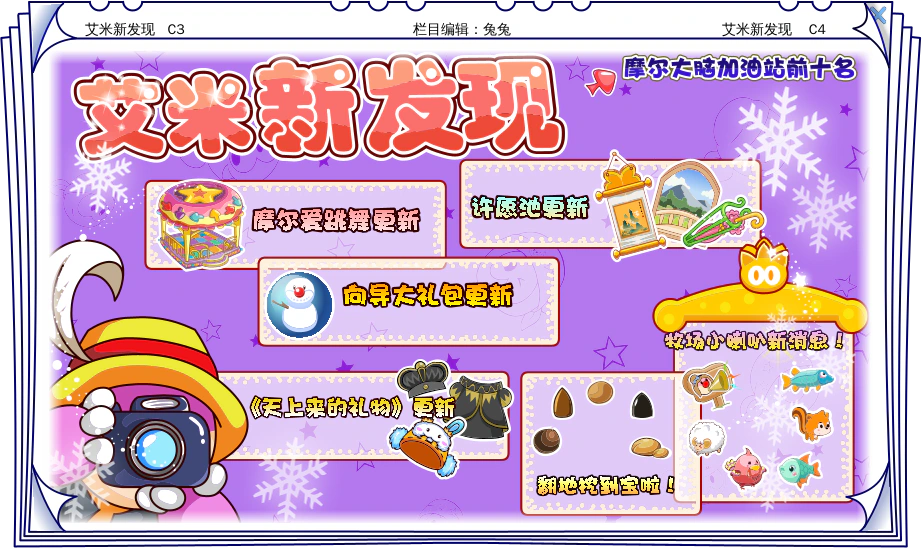 艾米新发现 C3
栏目编辑：兔兔
艾米新发现 C4
艾米新发现
摩尔大脑加油站前十名
摩尔爱跳舞更新
许愿池更新
向导大礼包更新
牧场小喇叭新消息！
《天上来的礼物》更新
翻地挖到宝啦！